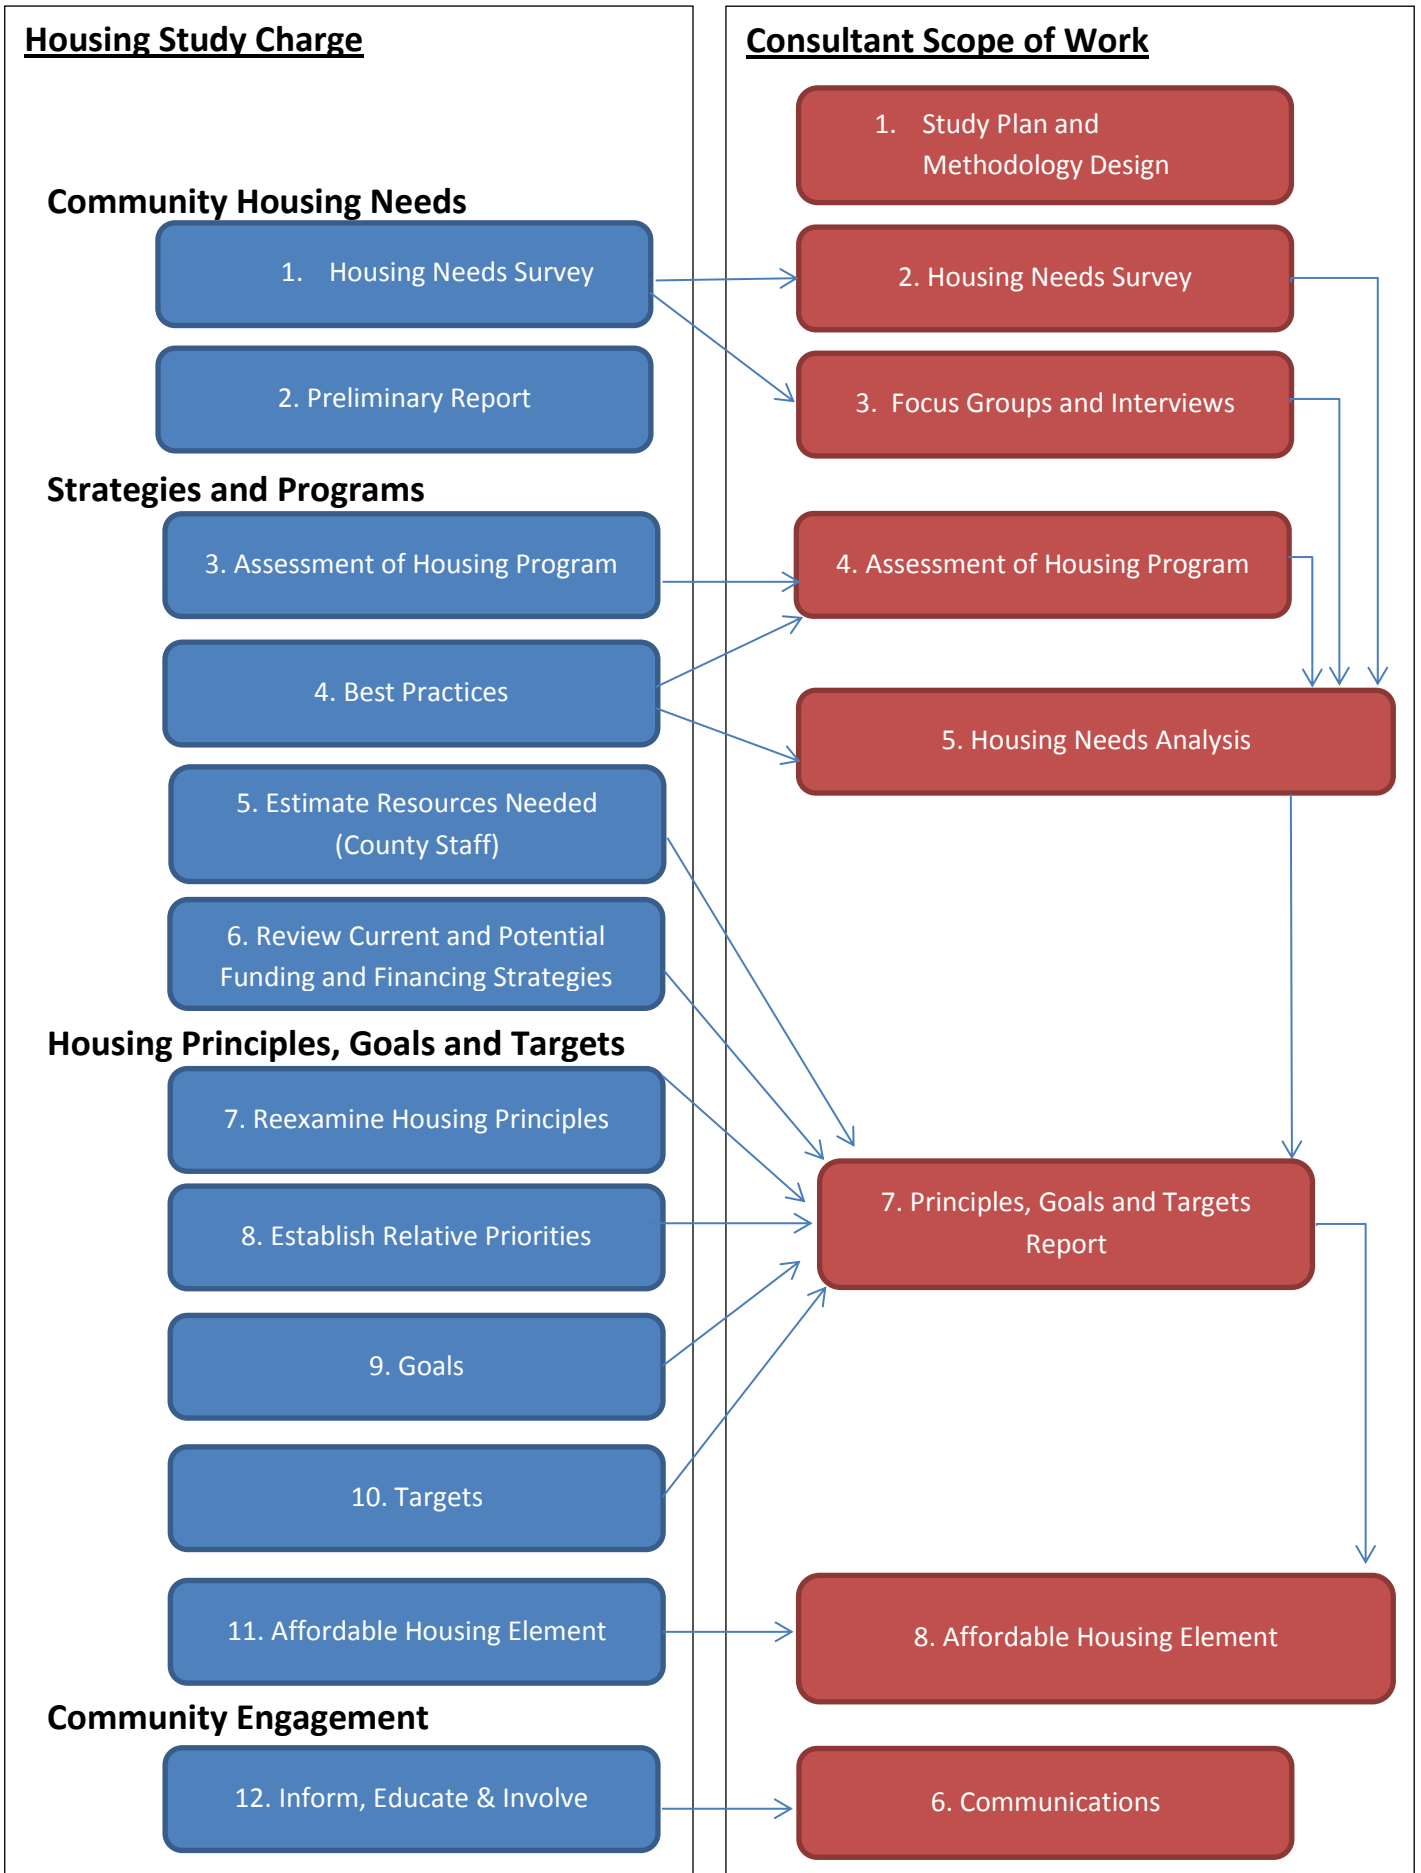 Housing Study Charge
Community Housing Needs
1. Housing Needs Survey
2. Preliminary Report
Strategies and Programs
3. Assessment of Housing Program
4. Best Practices
5. Estimate Resources Needed
(County Staff)
6. Review Current and Potential
Funding and Financing Strategies
Housing Principles, Goals and Targets
7. Reexamine Housing Principles
8. Establish Relative Priorities
9. Goals
10. Targets
11. Affordable Housing Element
Community Engagement
12. Inform, Educate & Involve
Consultant Scope of Work
1. Study Plan and
Methodology Design
2. Housing Needs Survey
3. Focus Groups and Interviews
4. Assessment of Housing Program
5. Housing Needs Analysis
7. Principles, Goals and Targets
Report
8. Affordable Housing Element
6. Communications